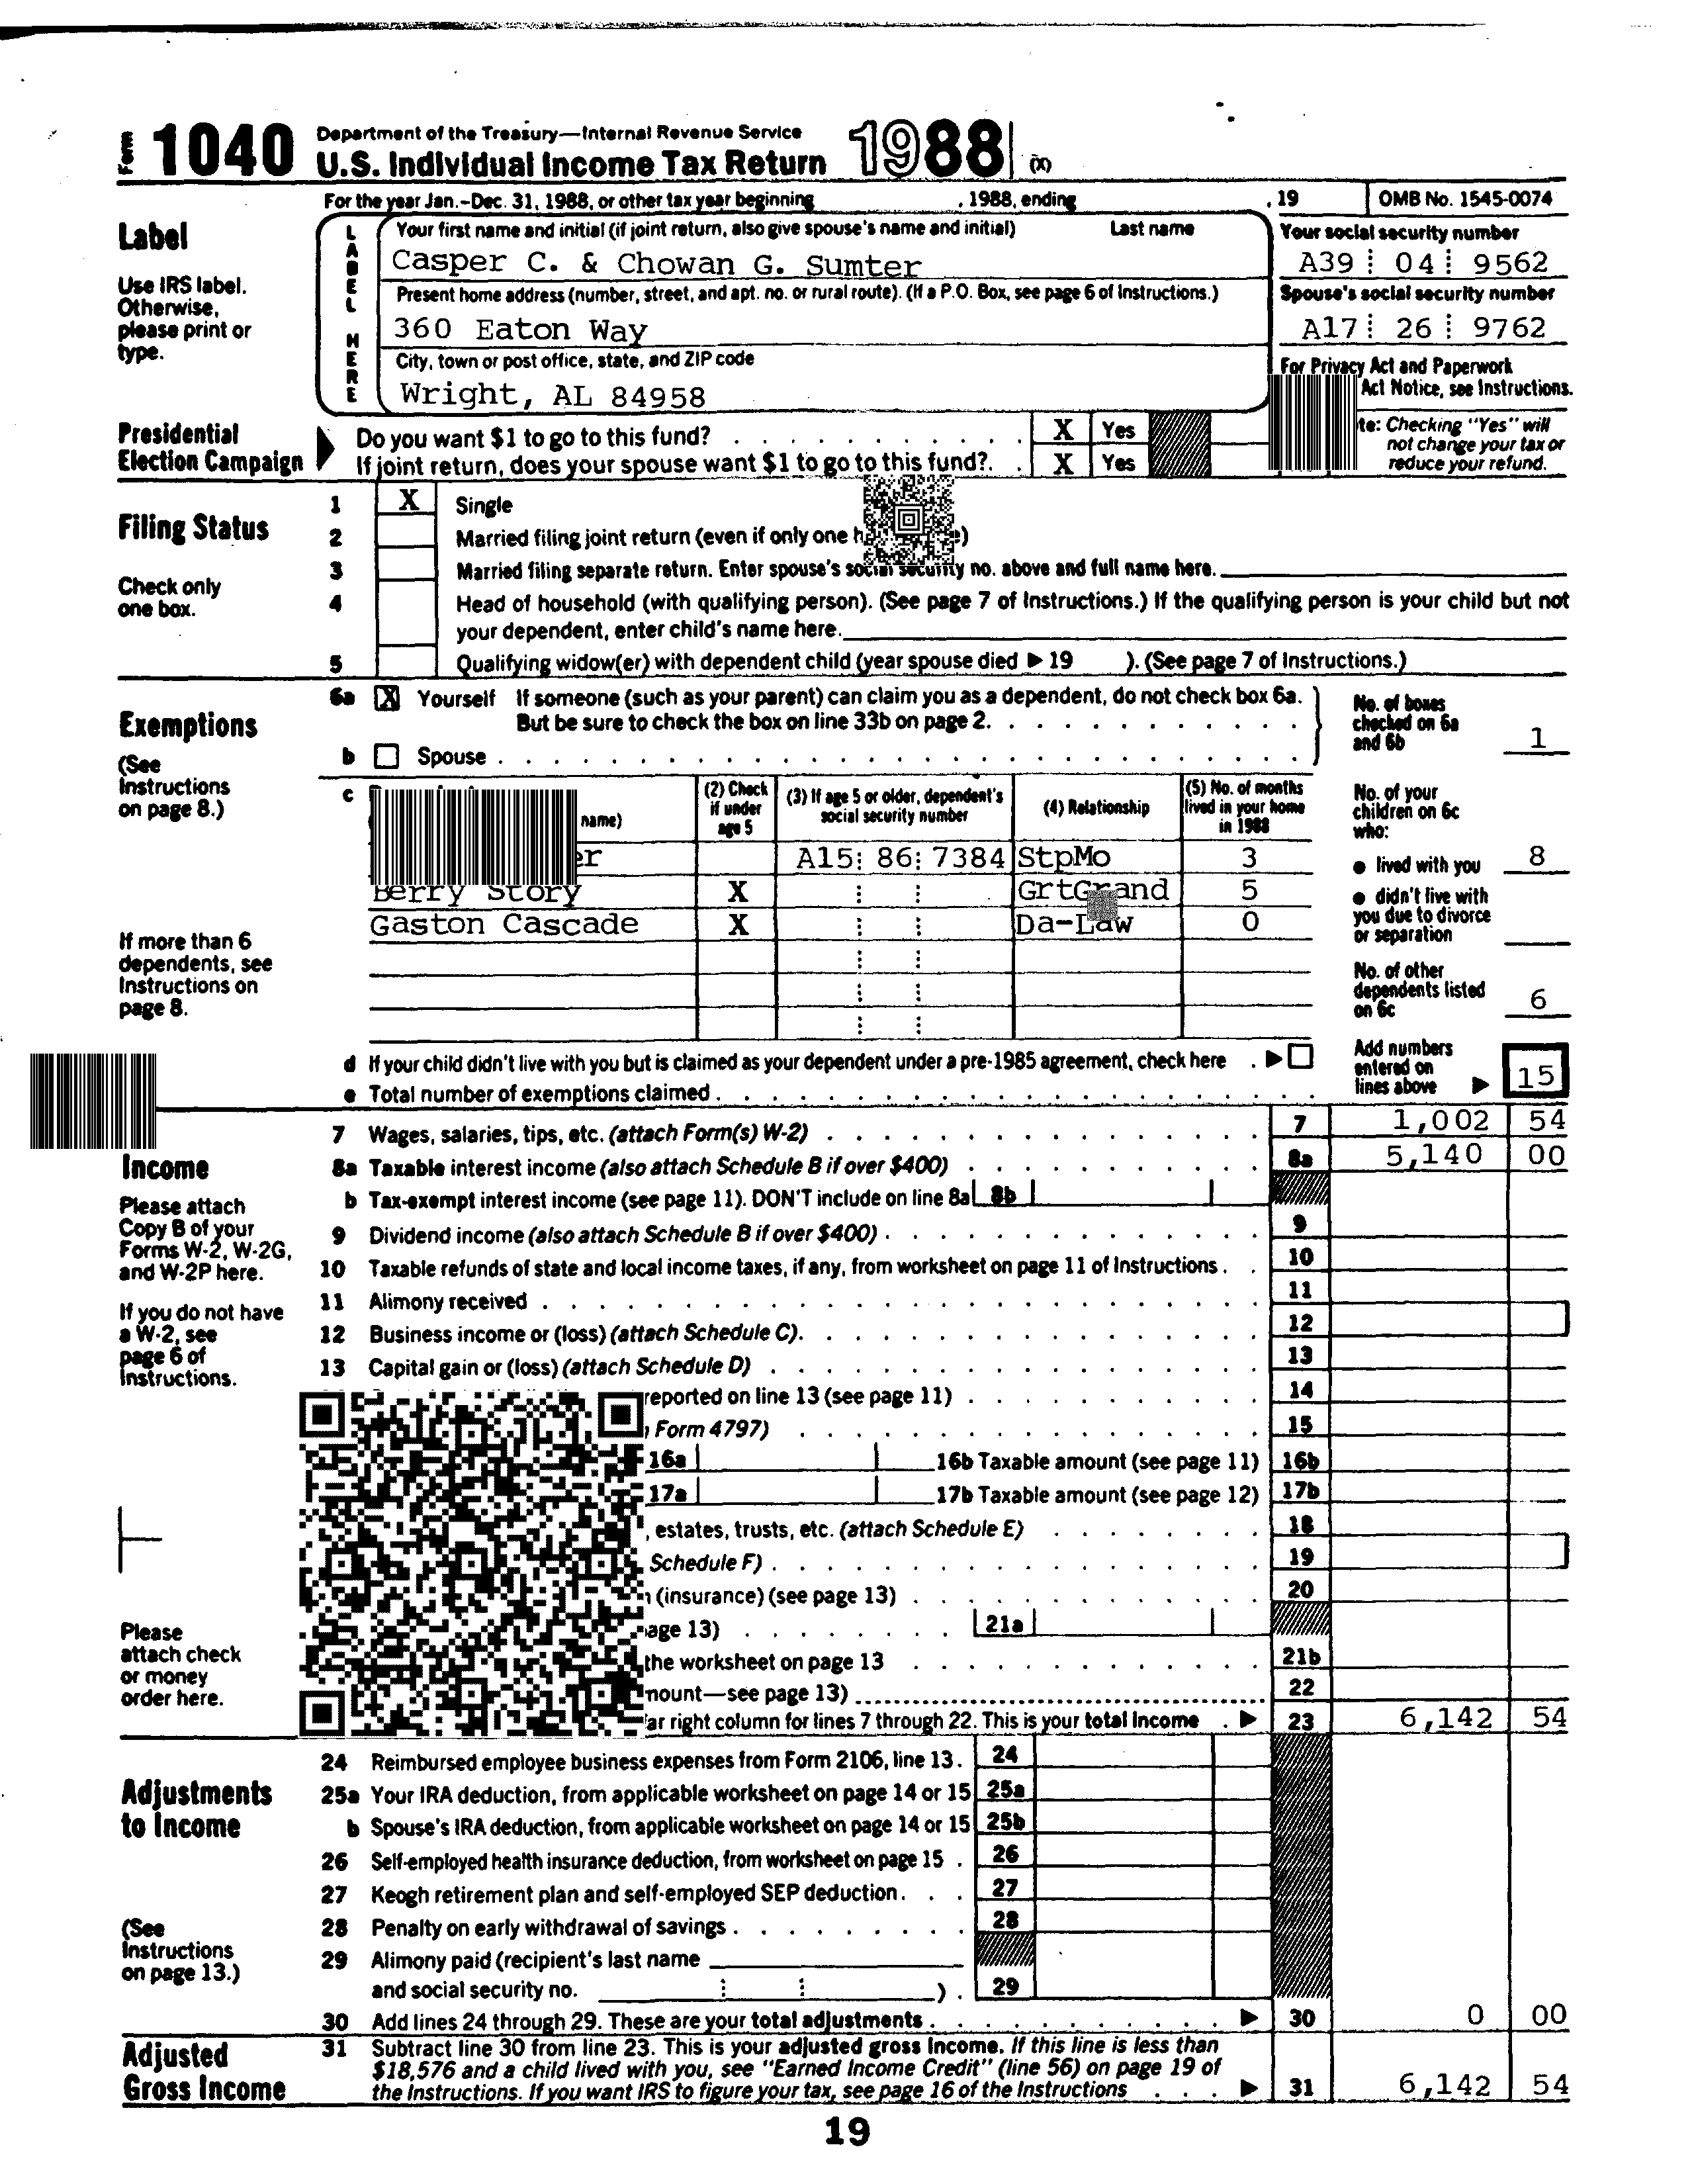 Form 1040 Department of the Treasury—Internal Revenue Service
U.S. Individual Income Tax Return 1988 (X)
For the year Jan.-Dec. 31, 1988, or other tax year beginning , 1988, ending , 19 OMB No. 1545-0074
Label
Use IRS label.
Otherwise,
please print or
type.
LABEL HERE
Your first name and initial (if joint return, also give spouse's name and initial) Last name
Casper C. & Chowan G. Sumter
Your social security number
A39 04 9562
Present home address (number, street, and apt. no. or rural route). (If a P.O. Box, see page 6 of Instructions.)
360 Eaton Way
Spouse's social security number
A17 26 9762
City, town or post office, state, and ZIP code
Wright, AL 84958
For Privacy Act and Paperwork
Act Notice, see Instructions.
Presidential
Election Campaign
Do you want $1 to go to this fund? X Yes
If joint return, does your spouse want $1 to go to this fund?. X Yes
Checking "Yes" will
not change your tax or
reduce your refund.
Filing Status
Check only
one box.
1 X Single
2 Married filing joint return (even if only one
3 Married filing separate return. Enter spouse's social security no. above and full name here.
4 Head of household (with qualifying person). (See page 7 of Instructions.) If the qualifying person is your child but not
your dependent, enter child's name here.
5 Qualifying widow(er) with dependent child (year spouse died ▶ 19 ). (See page 7 of Instructions.)
Exemptions
(See
Instructions
on page 8.)
6a X Yourself If someone (such as your parent) can claim you as a dependent, do not check box 6a.
But be sure to check the box on line 33b on page 2.
b Spouse
No. of boxes
checked on 6a
and 6b 1
c name) (2) Check
if under
age 5 (3) If age 5 or older, dependent's
social security number (4) Relationship (5) No. of months
lived in your home
in 1988
A15 86 7384 StpMo 3
Berry Story X GrtGrand 5
Gaston Cascade X Da-Law 0
If more than 6
dependents, see
Instructions on
page 8.
No. of your
children on 6c
who:
● lived with you 8
● didn't live with
you due to divorce
or separation
No. of other
dependents listed
on 6c 6
d If your child didn't live with you but is claimed as your dependent under a pre-1985 agreement, check here . ▶
e Total number of exemptions claimed
Add numbers
entered on
lines above ▶ 15
Income
Please attach
Copy B of your
Forms W-2, W-2G,
and W-2P here.
If you do not have
a W-2, see
page 6 of
Instructions.
Please
attach check
or money
order here.
7 Wages, salaries, tips, etc. (attach Form(s) W-2) 7 1,002 54
8a Taxable interest income (also attach Schedule B if over $400) 8a 5,140 00
b Tax-exempt interest income (see page 11). DON'T include on line 8a 8b
9 Dividend income (also attach Schedule B if over $400) 9
10 Taxable refunds of state and local income taxes, if any, from worksheet on page 11 of Instructions 10
11 Alimony received 11
12 Business income or (loss) (attach Schedule C). 12
13 Capital gain or (loss) (attach Schedule D) 13
reported on line 13 (see page 11) 14
Form 4797) 15
16a 16b Taxable amount (see page 11) 16b
17a 17b Taxable amount (see page 12) 17b
, estates, trusts, etc. (attach Schedule E) 18
Schedule F) 19
(insurance) (see page 13) 20
13) 21a
the worksheet on page 13 21b
—see page 13) 22
right column for lines 7 through 22. This is your total income . ▶ 23 6,142 54
Adjustments
to Income
(See
Instructions
on page 13.)
24 Reimbursed employee business expenses from Form 2106, line 13. 24
25a Your IRA deduction, from applicable worksheet on page 14 or 15 25a
b Spouse's IRA deduction, from applicable worksheet on page 14 or 15 25b
26 Self-employed health insurance deduction, from worksheet on page 15 . 26
27 Keogh retirement plan and self-employed SEP deduction. 27
28 Penalty on early withdrawal of savings 28
29 Alimony paid (recipient's last name
and social security no. ) . 29
30 Add lines 24 through 29. These are your total adjustments ▶ 30 0 00
Adjusted
Gross Income
31 Subtract line 30 from line 23. This is your adjusted gross income. If this line is less than
$18,576 and a child lived with you, see "Earned Income Credit" (line 56) on page 19 of
the Instructions. If you want IRS to figure your tax, see page 16 of the Instructions ▶ 31 6,142 54
19